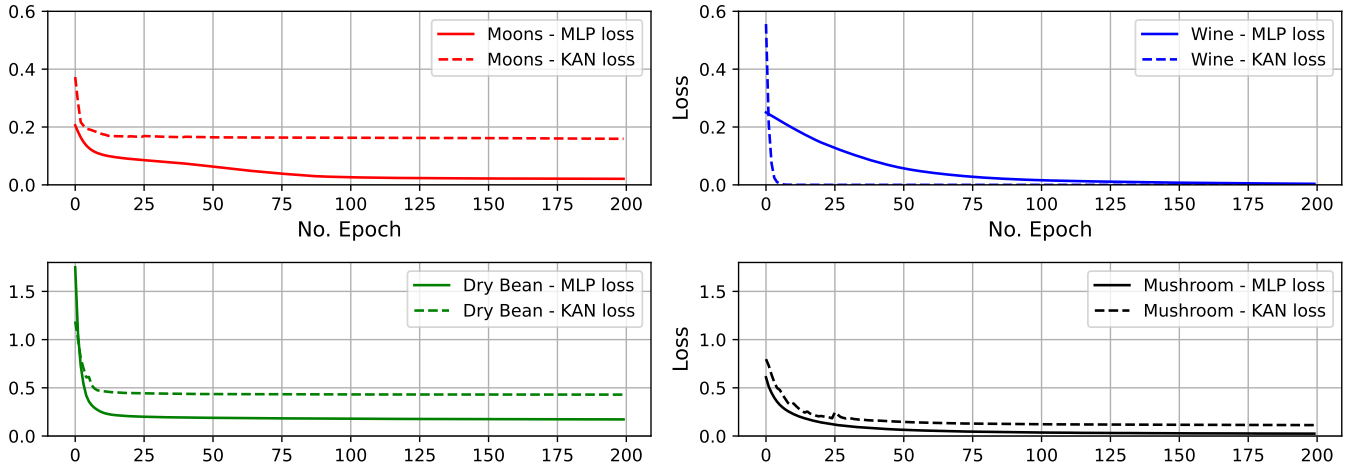 0.6
0.4
0.2
0.0
0 25 50 75 100 125 150 175 200
No. Epoch
Moons - MLP loss
Moons - KAN loss
0.6
0.4
0.2
0.0
Loss
0 25 50 75 100 125 150 175 200
No. Epoch
Wine - MLP loss
Wine - KAN loss
1.5
1.0
0.5
0.0
0 25 50 75 100 125 150 175 200
Dry Bean - MLP loss
Dry Bean - KAN loss
1.5
1.0
0.5
0.0
Loss
0 25 50 75 100 125 150 175 200
Mushroom - MLP loss
Mushroom - KAN loss